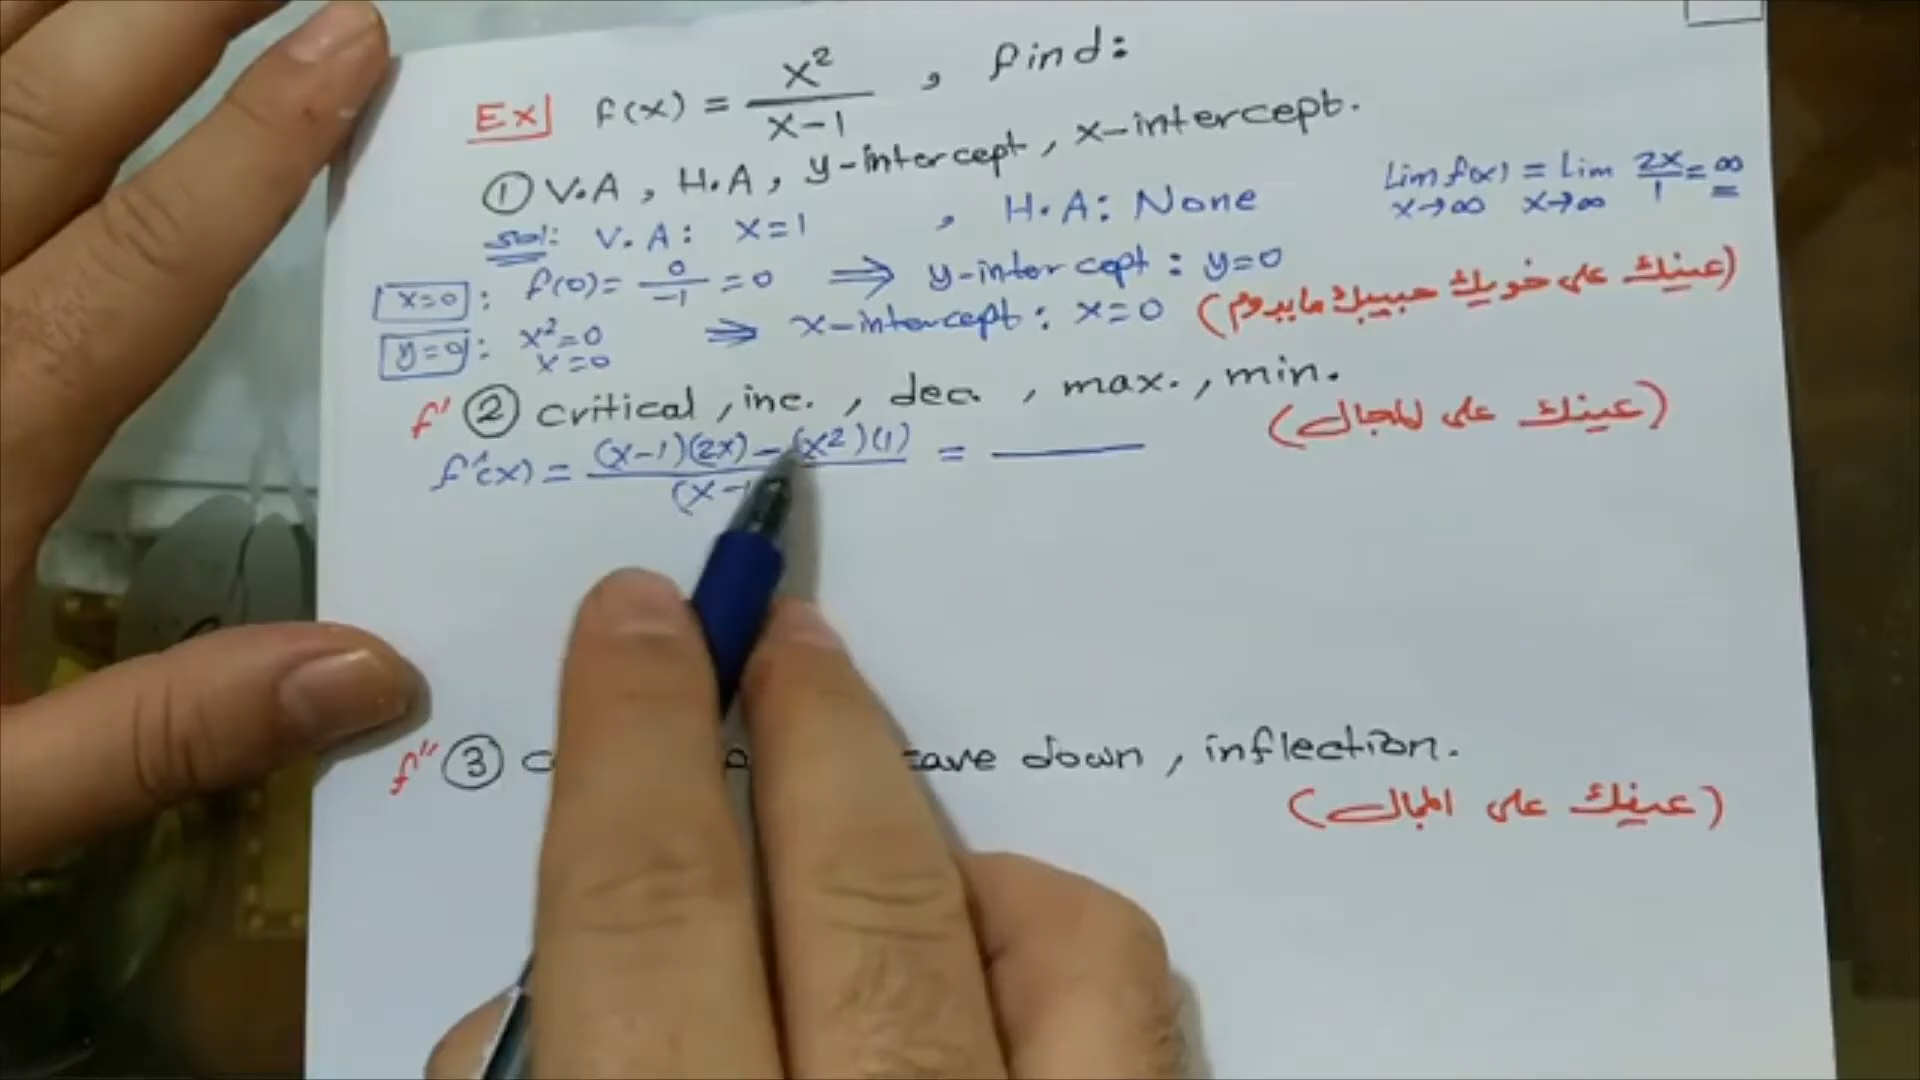 Ex] f(x) = x²/(x-1) , find:
① V.A , H.A , y-intercept , x-intercept.
Sol: V.A: x=1 , H.A: None
Lim f(x) = Lim 2x/1 = ∞
x→∞ x→∞
x=0 : f(0) = 0/-1 = 0 ⟹ y-intercept : y=0
y=0 : x²=0 ⟹ x-intercept : x=0 (عينك على خويك حبيبك مايدوم)
x=0
f' ② critical , inc. , dec. , max. , min.
(عينك على المجال)
f'(x) = (x-1)(2x) - (x²)(1) / (x-1 =
f'' ③ c cave down , inflection.
(عينك على المجال)